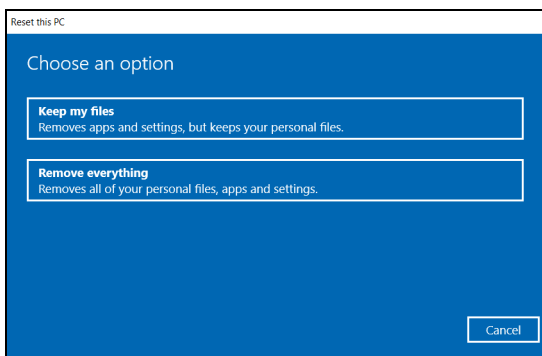 Reset this PC
Choose an option
Keep my files
Removes apps and settings, but keeps your personal files.
Remove everything
Removes all of your personal files, apps and settings.
Cancel